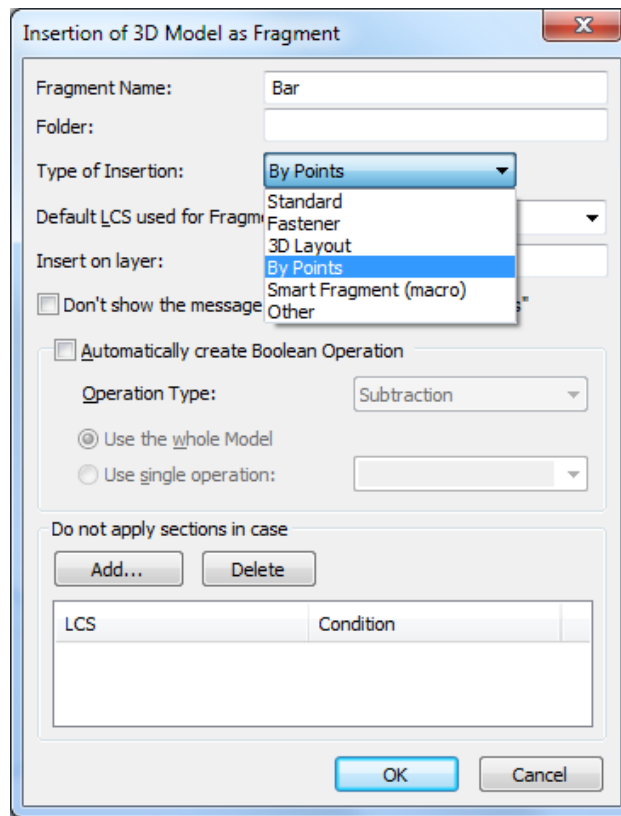 Insertion of 3D Model as Fragment
Fragment Name: Bar
Folder:
Type of Insertion: By Points
Standard
Default LCS used for Fragm
Fastener
3D Layout
Insert on layer:
By Points
Smart Fragment (macro)
Don't show the message s"
Other
Automatically create Boolean Operation
Operation Type: Subtraction
Use the whole Model
Use single operation:
Do not apply sections in case
Add... Delete
LCS Condition
OK Cancel